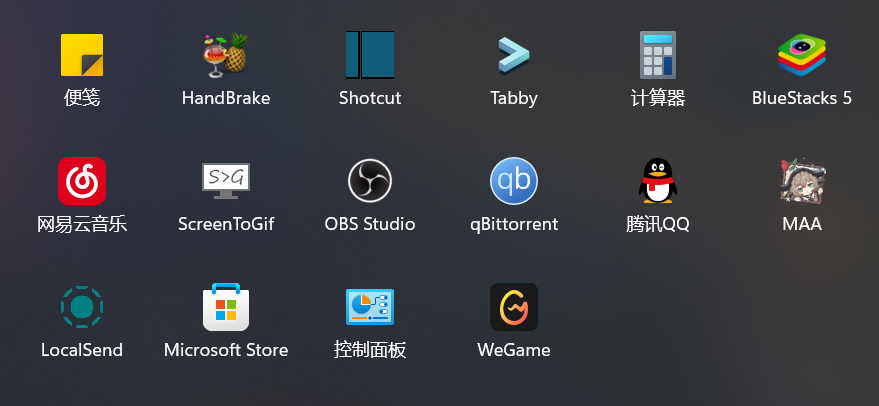 便笺
HandBrake
Shotcut
Tabby
计算器
BlueStacks 5
网易云音乐
S>G
ScreenToGif
OBS Studio
qb
qBittorrent
腾讯QQ
MAA
LocalSend
Microsoft Store
控制面板
WeGame